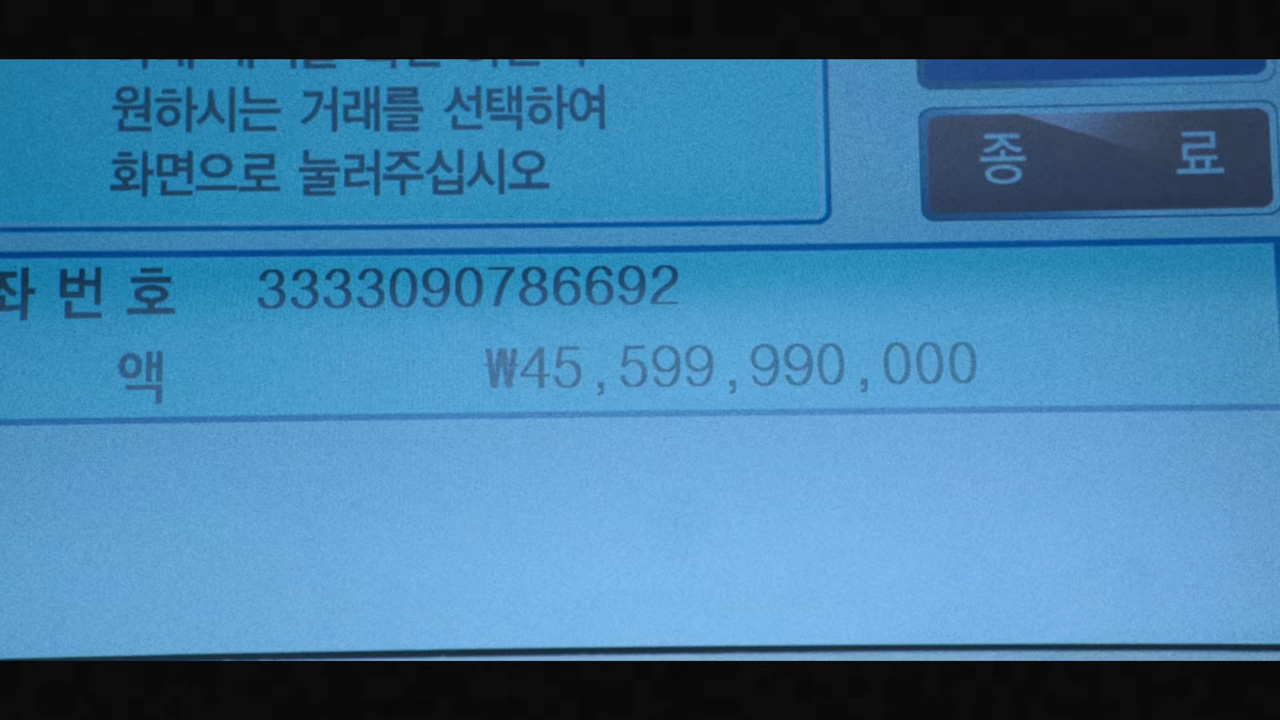 원하시는 거래를 선택하여
화면으로 눌러주십시오
종 료
좌 번 호 3333090786692
액 ₩45,599,990,000